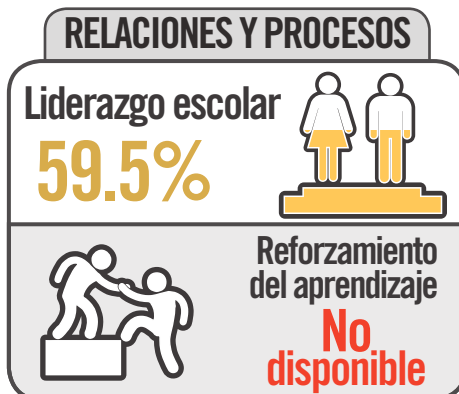 RELACIONES Y PROCESOS
Liderazgo escolar
59.5%
Reforzamiento
del aprendizaje
No
disponible